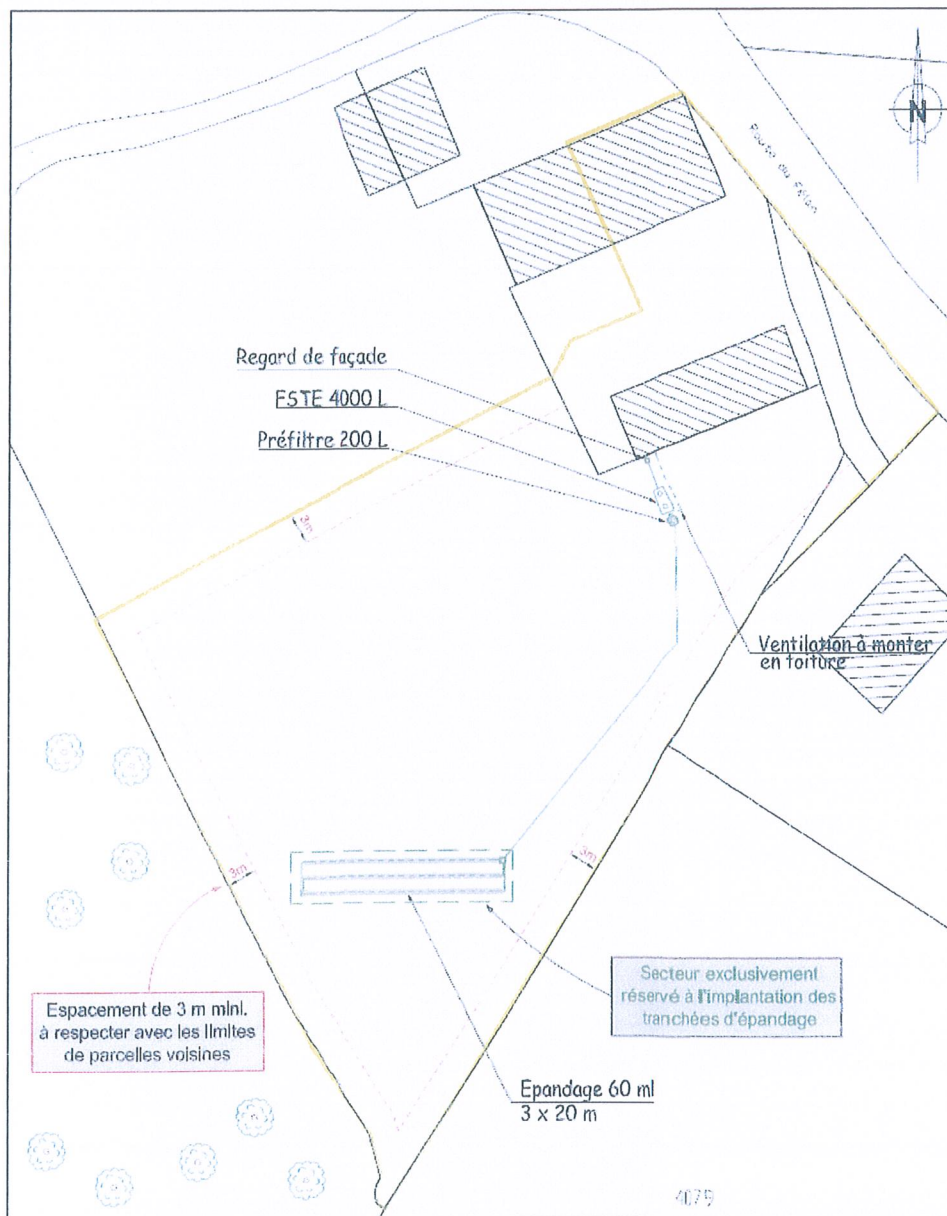 N
Regard de façade
FSTE 4000 L
Préfiltre 200 L
3m
Ventilation à monter
en toiture
3m
3m
Espacement de 3 m mini.
à respecter avec les limites
de parcelles voisines
Secteur exclusivement
réservé à l'implantation des
tranchées d'épandage
Epandage 60 ml
3 x 20 m
4075